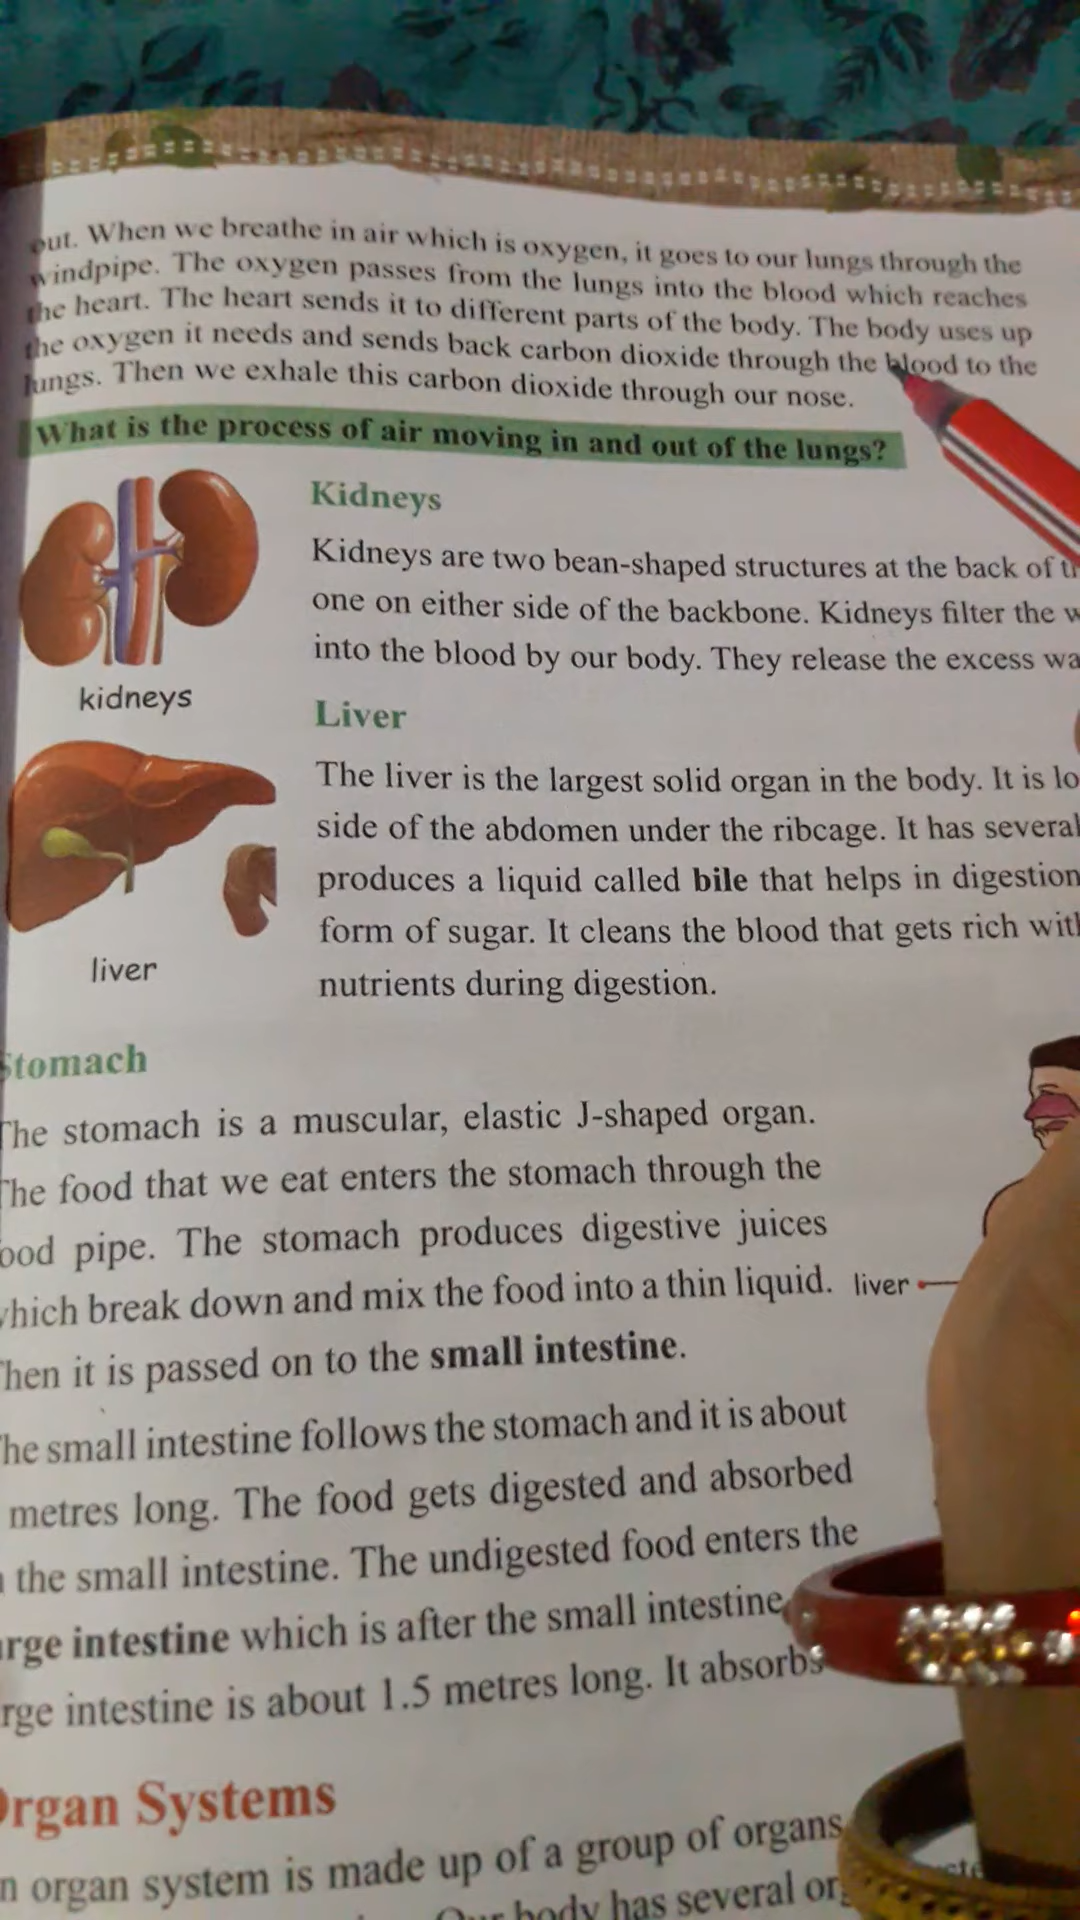 out. When we breathe in air which is oxygen, it goes to our lungs through the
windpipe. The oxygen passes from the lungs into the blood which reaches
the heart. The heart sends it to different parts of the body. The body uses up
the oxygen it needs and sends back carbon dioxide through the blood to the
lungs. Then we exhale this carbon dioxide through our nose.
What is the process of air moving in and out of the lungs?
Kidneys
Kidneys are two bean-shaped structures at the back of
one on either side of the backbone. Kidneys filter the
into the blood by our body. They release the excess
kidneys
Liver
The liver is the largest solid organ in the body. It is
side of the abdomen under the ribcage. It has several
produces a liquid called bile that helps in digestion
form of sugar. It cleans the blood that gets rich with
nutrients during digestion.
liver
Stomach
The stomach is a muscular, elastic J-shaped organ.
The food that we eat enters the stomach through the
ood pipe. The stomach produces digestive juices
which break down and mix the food into a thin liquid.
liver
Then it is passed on to the small intestine.
The small intestine follows the stomach and it is about
metres long. The food gets digested and absorbed
the small intestine. The undigested food enters the
arge intestine which is after the small intestine
rge intestine is about 1.5 metres long. It absorbs
Organ Systems
n organ system is made up of a group of organs
Our body has several